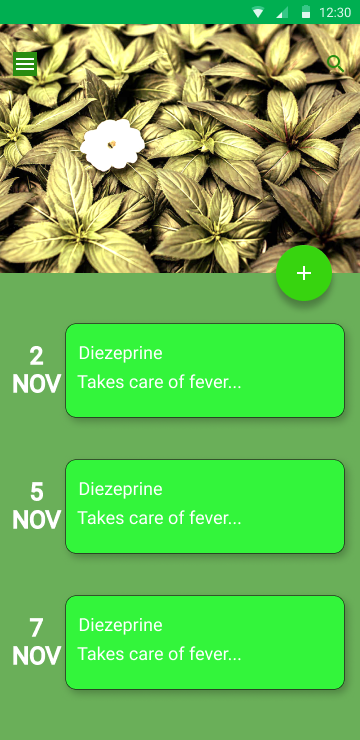 12:30
2
NOV
Diezeprine
Takes care of fever...
5
NOV
Diezeprine
Takes care of fever...
7
NOV
Diezeprine
Takes care of fever...